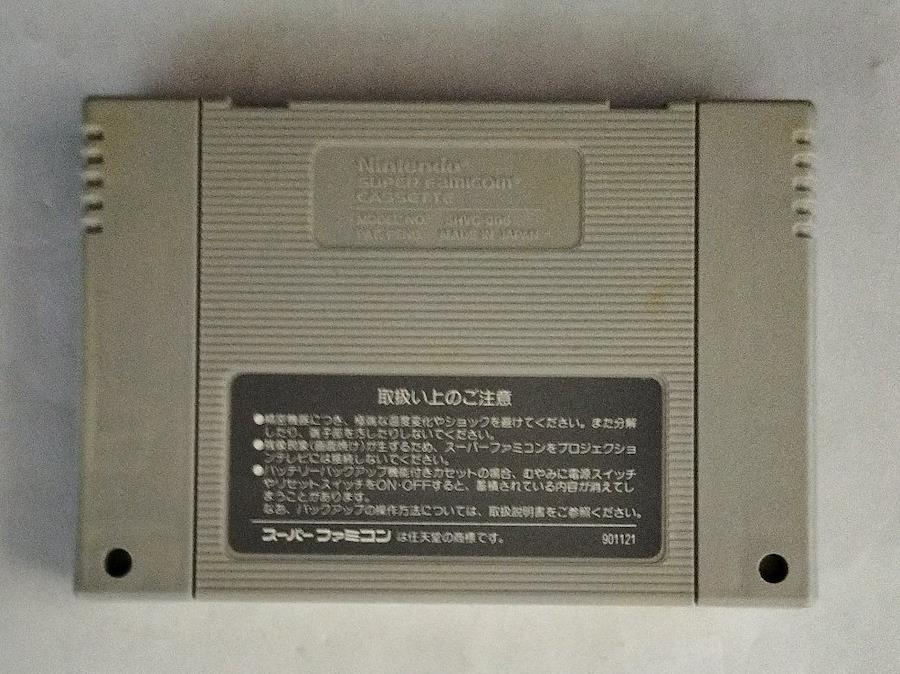 Nintendo®
SUPER FAMICOM®
CASSETTE
MODEL NO. SHVC-006
PAT. PEND. MADE IN JAPAN
取扱い上のご注意
●精密機器につき、極端な温度変化やショックを避けてください。また分解
したり、端子部を汚したりしないでください。
●残像現象(画面焼け)が生ずるため、スーパーファミコンをプロジェクショ
ンテレビには接続しないでください。
●バッテリーバックアップ機能付きカセットの場合、むやみに電源スイッチ
やリセットスイッチをON・OFFすると、蓄積されている内容が消えてし
まうことがあります。
なお、バックアップの操作方法については、取扱説明書をご参照ください。
スーパーファミコン は任天堂の商標です。 901121